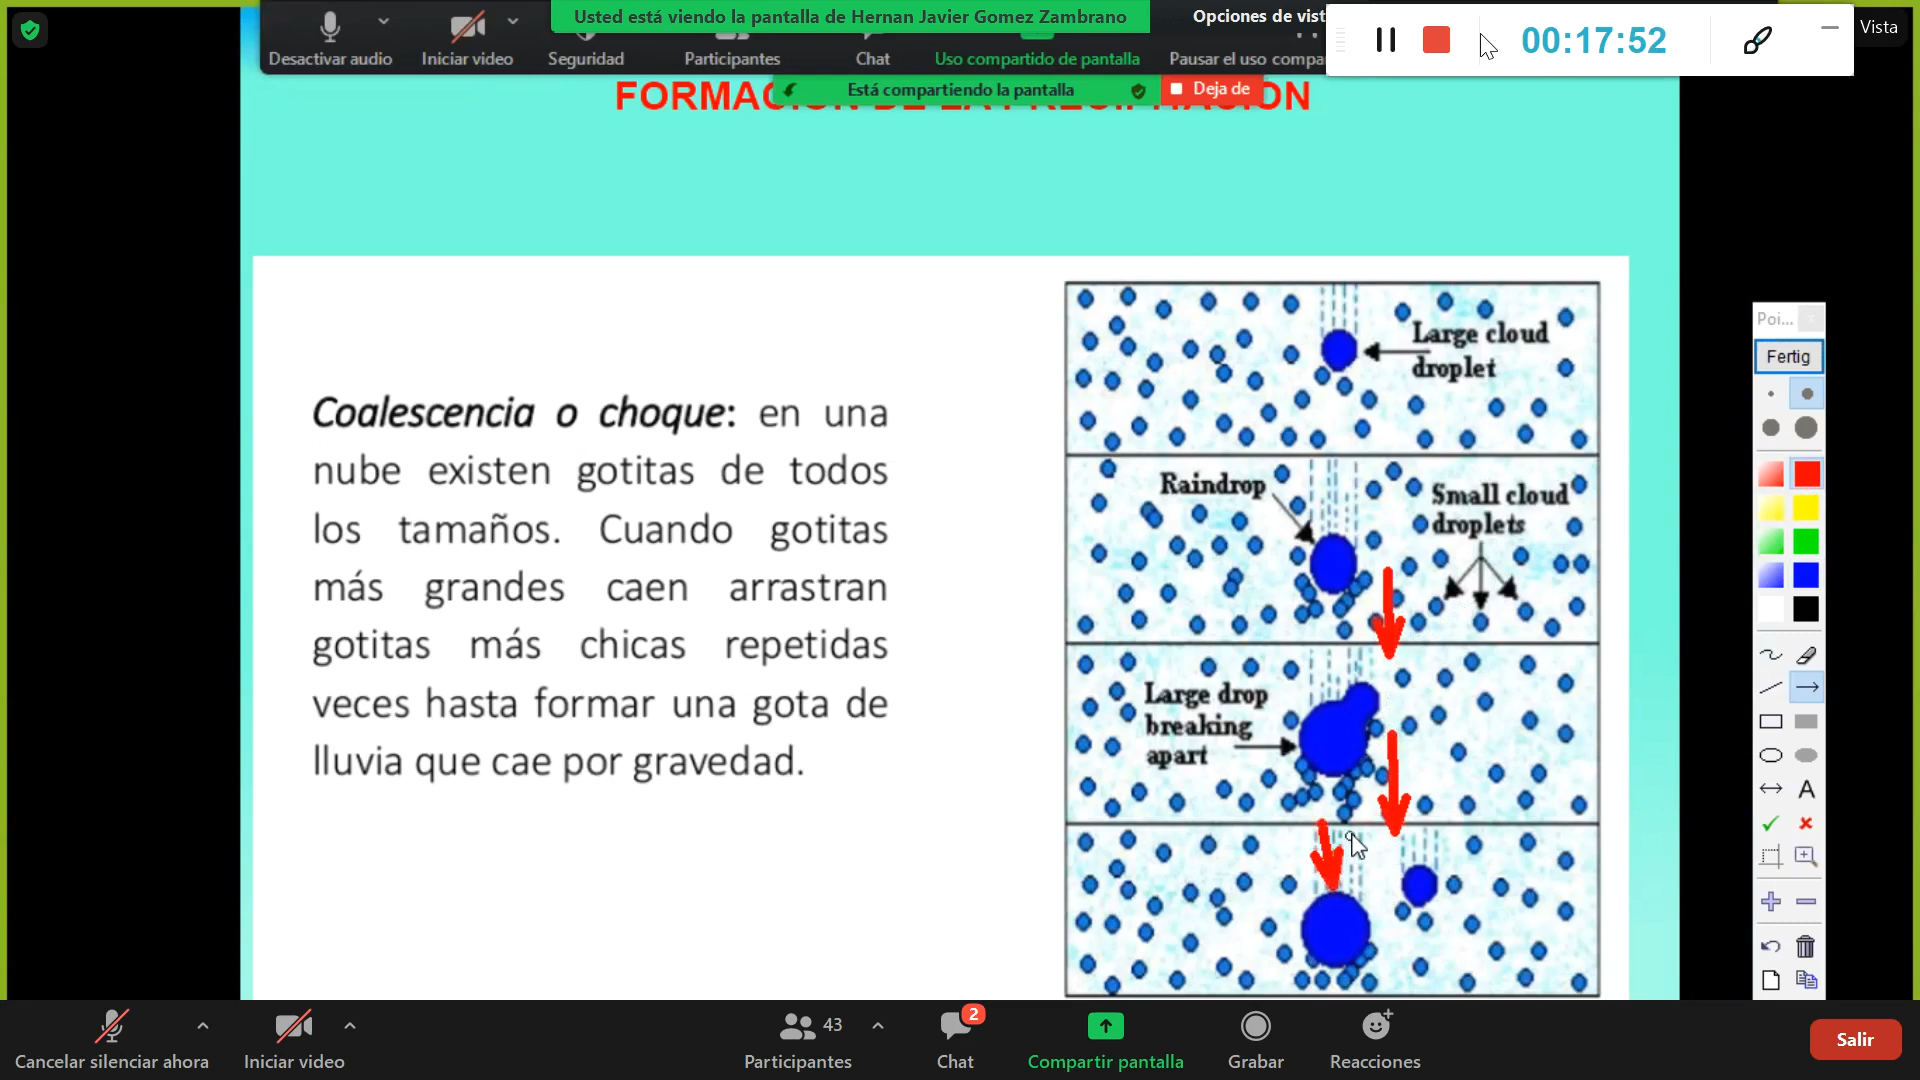 Usted está viendo la pantalla de Hernan Javier Gomez Zambrano
Opciones de vist
00:17:52
Vista
Desactivar audio
Iniciar video
Seguridad
Participantes
Chat
Uso compartido de pantalla
Pausar el uso compa
Está compartiendo la pantalla
Deja de
FORMACIÓN DE LA PRECIPITACIÓN
Coalescencia o choque: en una
nube existen gotitas de todos
los tamaños. Cuando gotitas
más grandes caen arrastran
gotitas más chicas repetidas
veces hasta formar una gota de
lluvia que cae por gravedad.
Large cloud
droplet
Raindrop
Small cloud
droplets
Large drop
breaking
apart
Poi...
Fertig
A
Cancelar silenciar ahora
Iniciar video
43
Participantes
2
Chat
Compartir pantalla
Grabar
Reacciones
Salir